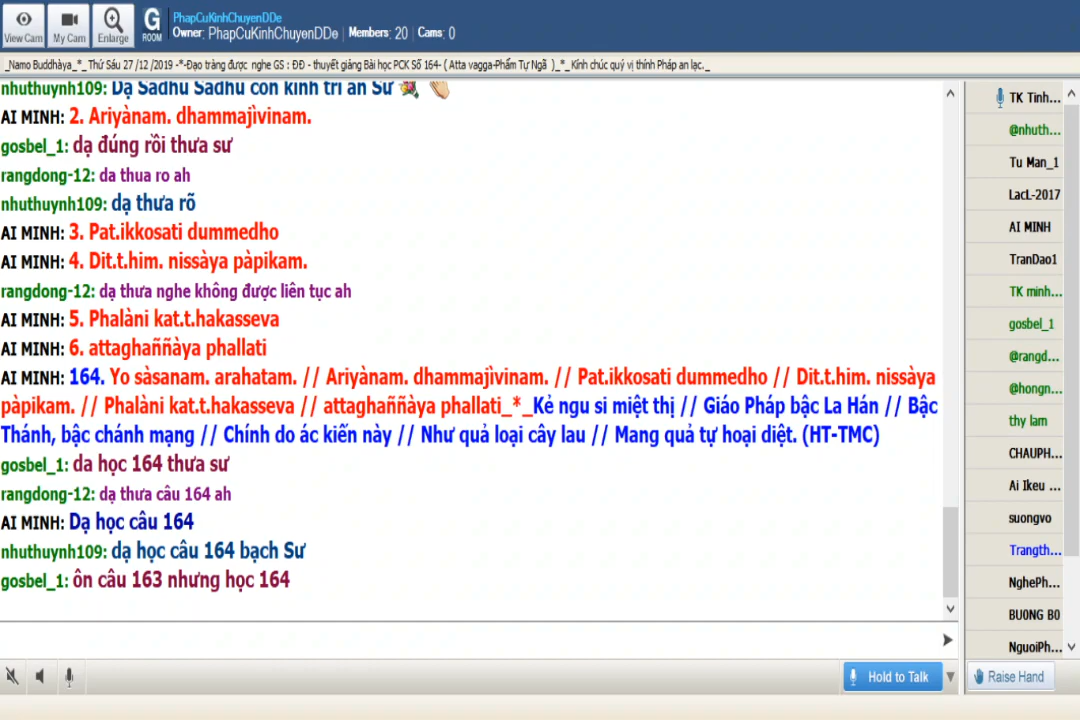 View Cam
My Cam
Enlarge
G
ROOM
PhapCuKinhChuyenDDe
Owner: PhapCuKinhChuyenDDe Members: 20 Cams: 0
_Namo Buddhàya_*_ Thứ Sáu 27 /12 /2019 -*-Đạo tràng được nghe GS : ĐĐ - thuyết giảng Bài học PCK Số 164- ( Atta vagga-Phẩm Tự Ngã )_*_Kính chúc quý vị thính Pháp an lạc._
nhuthuynh109: Dạ Sadhu Sadhu con kính tri ân Sư
AI MINH: 2. Ariyànam. dhammajìvinam.
gosbel_1: dạ đúng rồi thưa sư
rangdong-12: da thua ro ah
nhuthuynh109: dạ thưa rõ
AI MINH: 3. Pat.ikkosati dummedho
AI MINH: 4. Dit.t.him. nissàya pàpikam.
rangdong-12: dạ thưa nghe không được liên tục ah
AI MINH: 5. Phalàni kat.t.hakasseva
AI MINH: 6. attaghaññàya phallati
AI MINH: 164. Yo sàsanam. arahatam. // Ariyànam. dhammajìvinam. // Pat.ikkosati dummedho // Dit.t.him. nissàya
pàpikam. // Phalàni kat.t.hakasseva // attaghaññàya phallati_*_Kẻ ngu si miệt thị // Giáo Pháp bậc La Hán // Bậc
Thánh, bậc chánh mạng // Chính do ác kiến này // Như quả loại cây lau // Mang quả tự hoại diệt. (HT-TMC)
gosbel_1: da học 164 thưa sư
rangdong-12: dạ thưa câu 164 ah
AI MINH: Dạ học câu 164
nhuthuynh109: dạ học câu 164 bạch Sư
gosbel_1: ôn câu 163 nhưng học 164
TK Tinh...
@nhuth...
Tu Man_1
LacL-2017
AI MINH
TranDao1
TK minh...
gosbel_1
@rangd...
@hongn...
thy lam
CHAUPH...
Ai Ikeu ...
suongvo
Trangth...
NghePh...
BUONG BO
NguoiPh...
Hold to Talk
Raise Hand